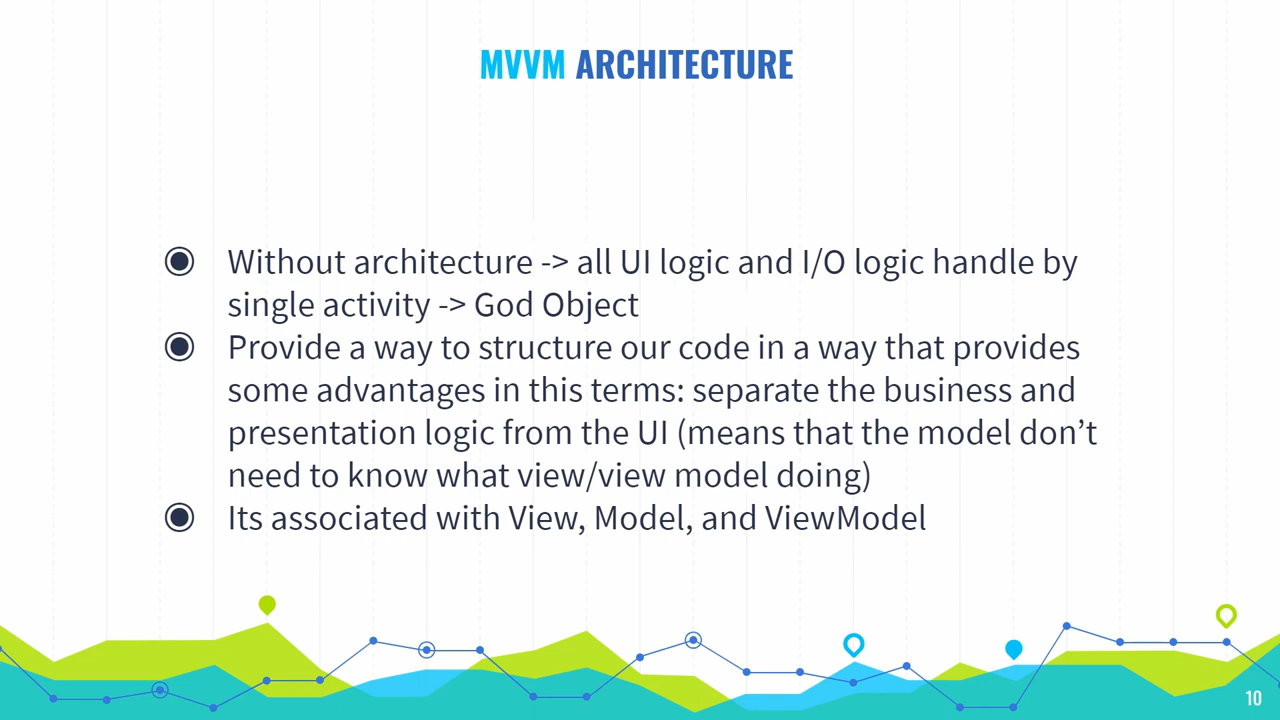 MVVM ARCHITECTURE
Without architecture -> all UI logic and I/O logic handle by
single activity -> God Object
Provide a way to structure our code in a way that provides
some advantages in this terms: separate the business and
presentation logic from the UI (means that the model don’t
need to know what view/view model doing)
Its associated with View, Model, and ViewModel
10